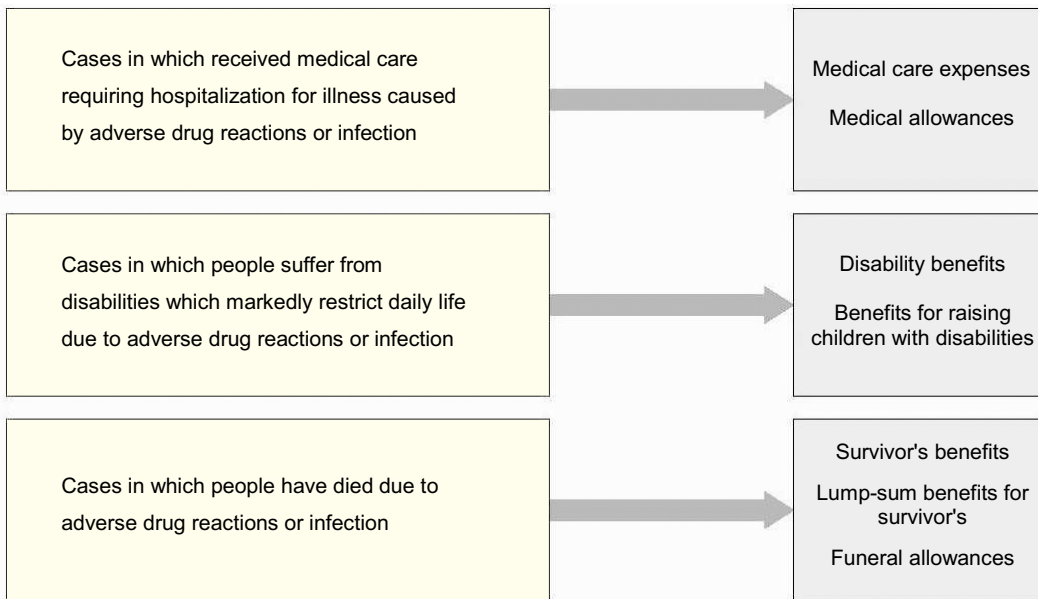 Cases in which received medical care
requiring hospitalization for illness caused
by adverse drug reactions or infection
Medical care expenses
Medical allowances
Cases in which people suffer from
disabilities which markedly restrict daily life
due to adverse drug reactions or infection
Disability benefits
Benefits for raising
children with disabilities
Cases in which people have died due to
adverse drug reactions or infection
Survivor's benefits
Lump-sum benefits for
survivor's
Funeral allowances